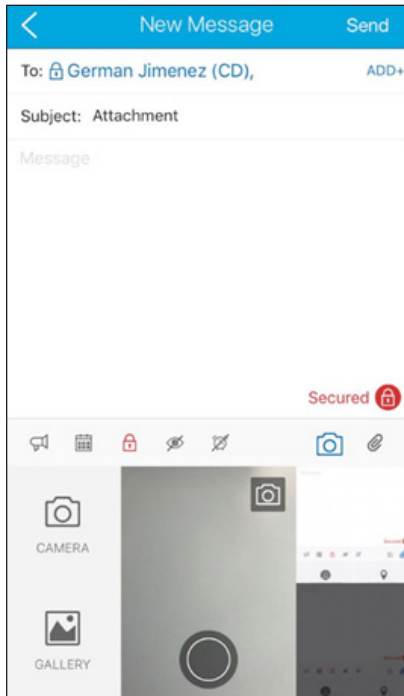 New Message Send
To: German Jimenez (CD), ADD+
Subject: Attachment
Message
Secured
CAMERA
GALLERY